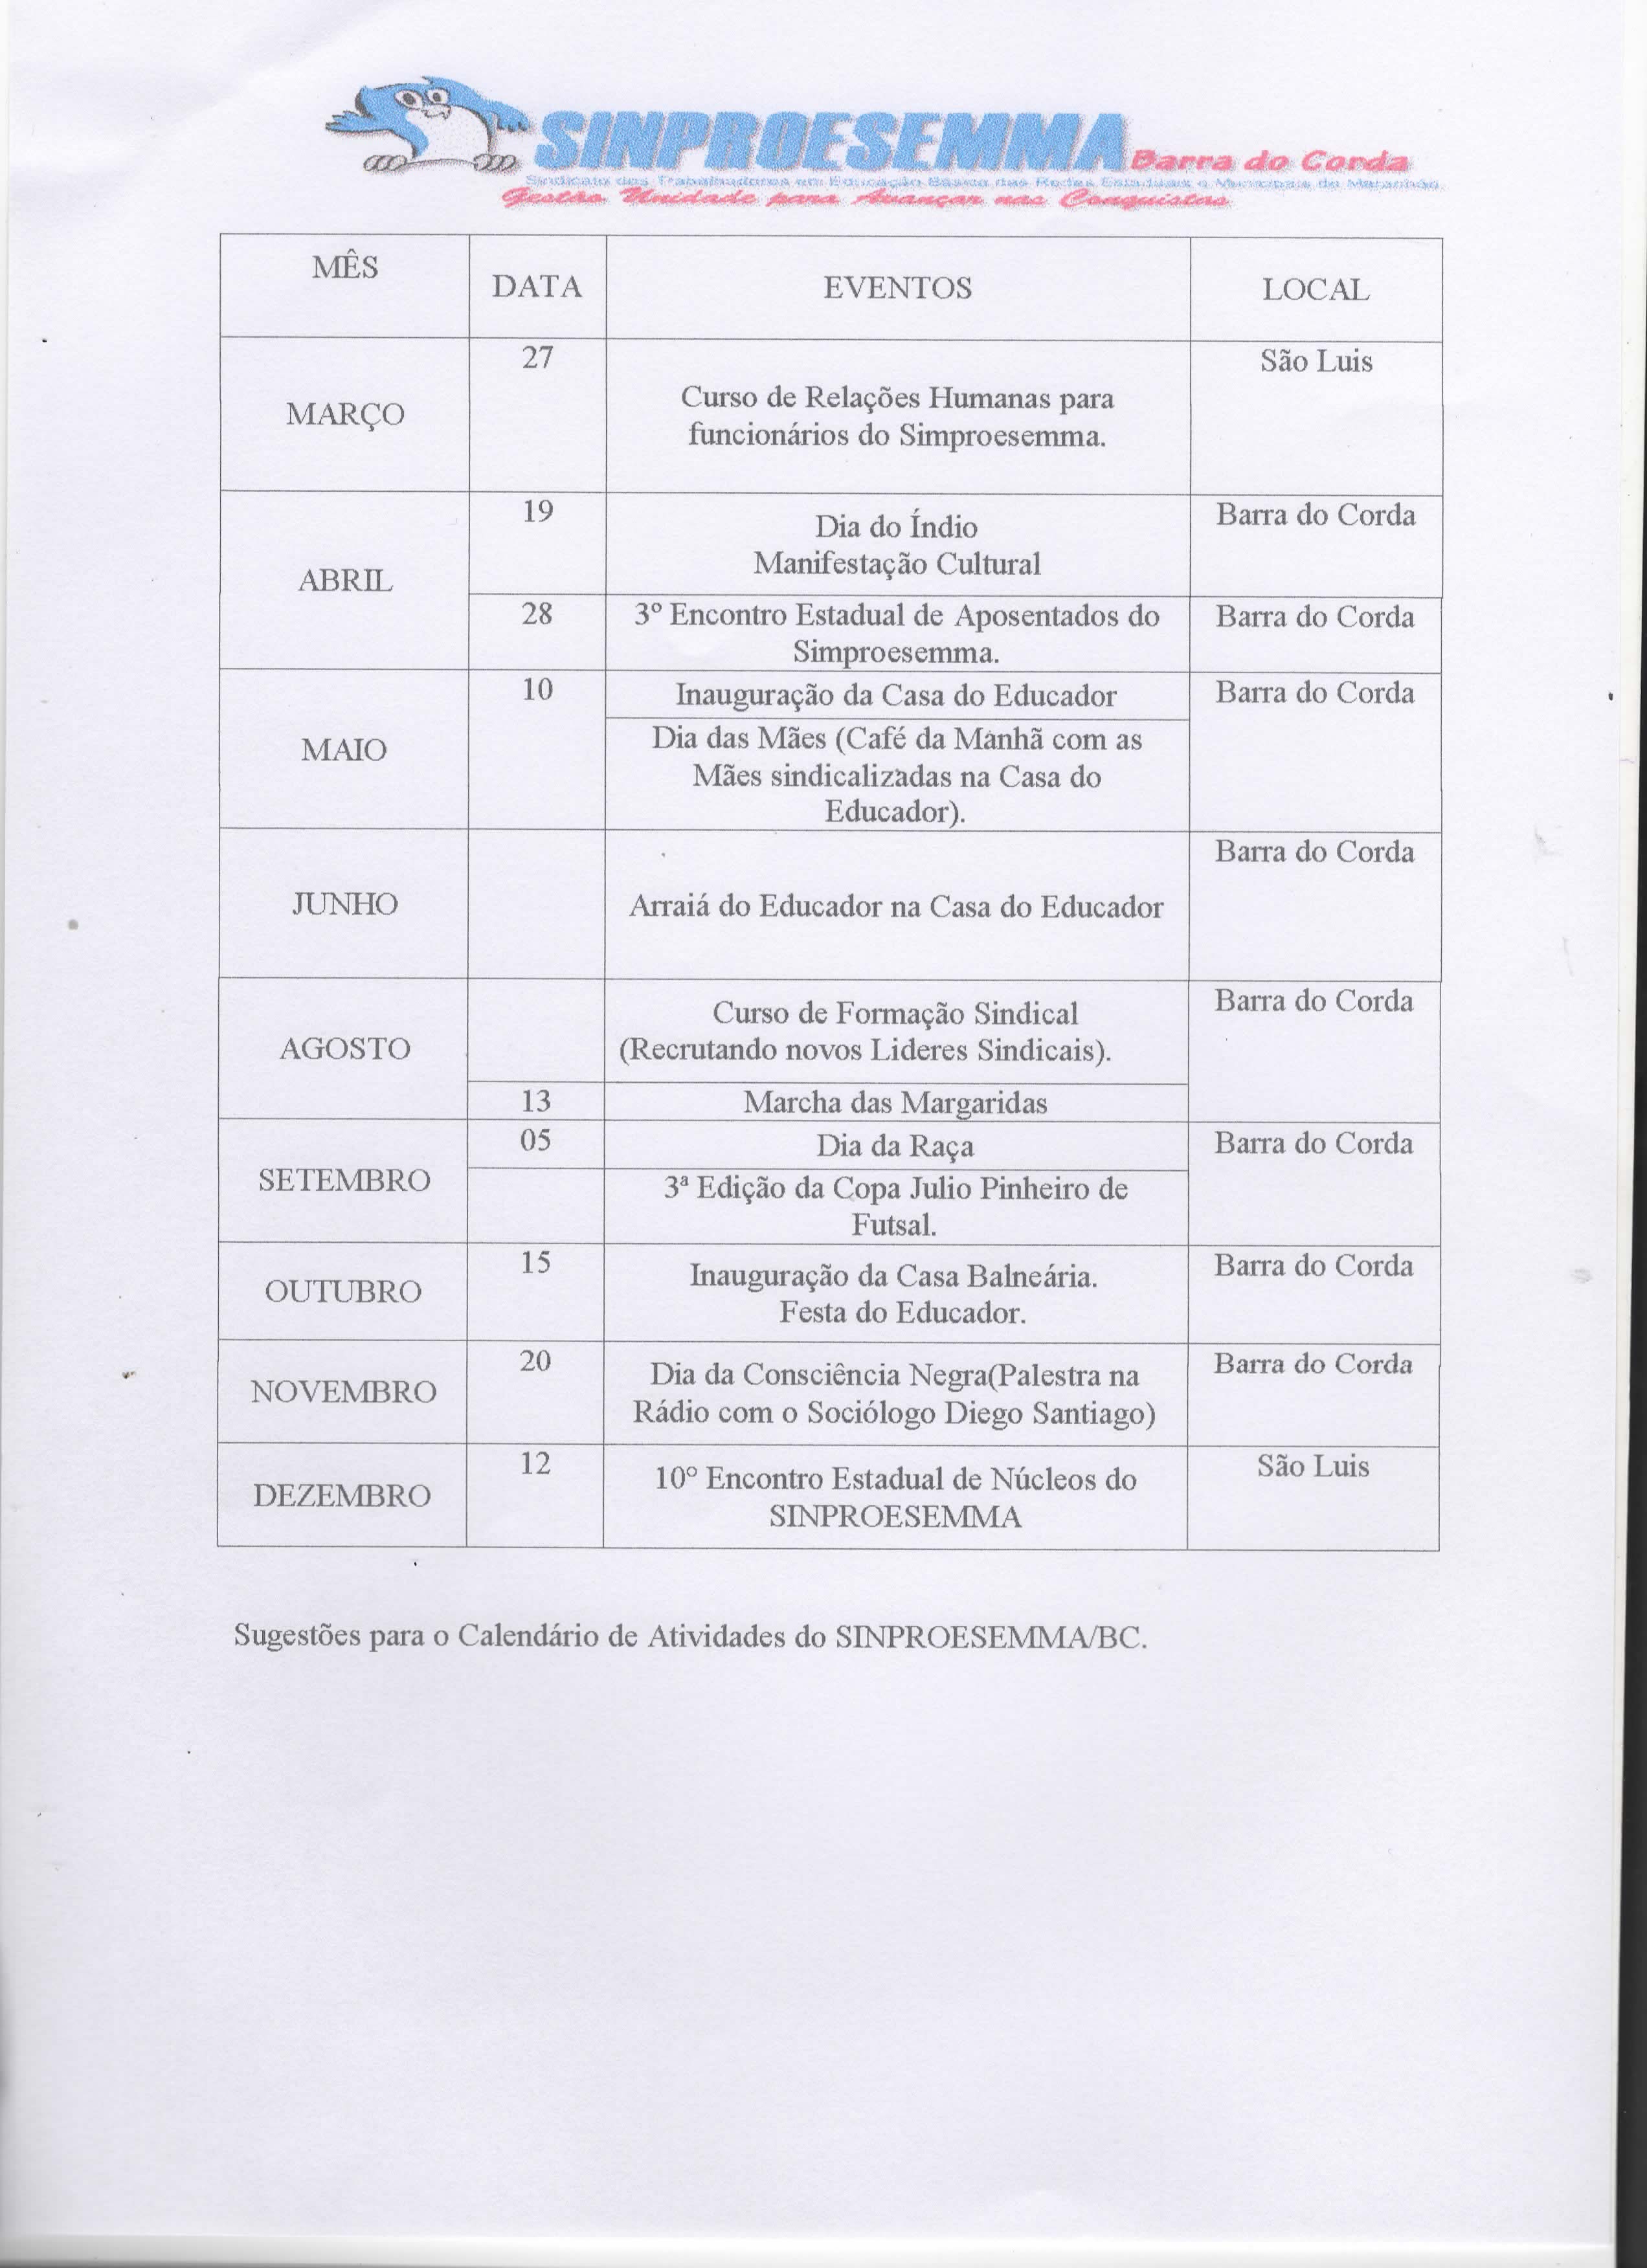 SINPROESEMMA Barra do Corda
Sindicato dos Trabalhadores em Educação Básica das Redes Estaduais e Municipais do Maranhão
Gestão Unidade para Avançar nas Conquistas
MÊS
DATA
EVENTOS
LOCAL
MARÇO
27
Curso de Relações Humanas para
funcionários do Simproesemma.
São Luis
ABRIL
19
Dia do Índio
Manifestação Cultural
Barra do Corda
28
3º Encontro Estadual de Aposentados do
Simproesemma.
Barra do Corda
MAIO
10
Inauguração da Casa do Educador
Barra do Corda
Dia das Mães (Café da Manhã com as
Mães sindicalizadas na Casa do
Educador).
JUNHO
Arraiá do Educador na Casa do Educador
Barra do Corda
AGOSTO
Curso de Formação Sindical
(Recrutando novos Lideres Sindicais).
Barra do Corda
13
Marcha das Margaridas
SETEMBRO
05
Dia da Raça
Barra do Corda
3ª Edição da Copa Julio Pinheiro de
Futsal.
OUTUBRO
15
Inauguração da Casa Balneária.
Festa do Educador.
Barra do Corda
NOVEMBRO
20
Dia da Consciência Negra(Palestra na
Rádio com o Sociólogo Diego Santiago)
Barra do Corda
DEZEMBRO
12
10° Encontro Estadual de Núcleos do
SINPROESEMMA
São Luis
Sugestões para o Calendário de Atividades do SINPROESEMMA/BC.